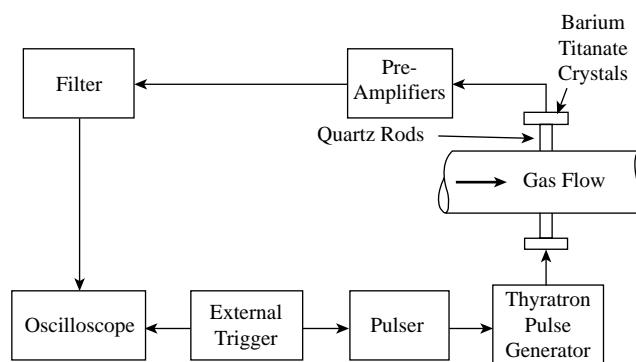 Barium
Titanate
Crystals
Filter
Pre-
Amplifiers
Quartz Rods
Gas Flow
Oscilloscope
External
Trigger
Pulser
Thyratron
Pulse
Generator